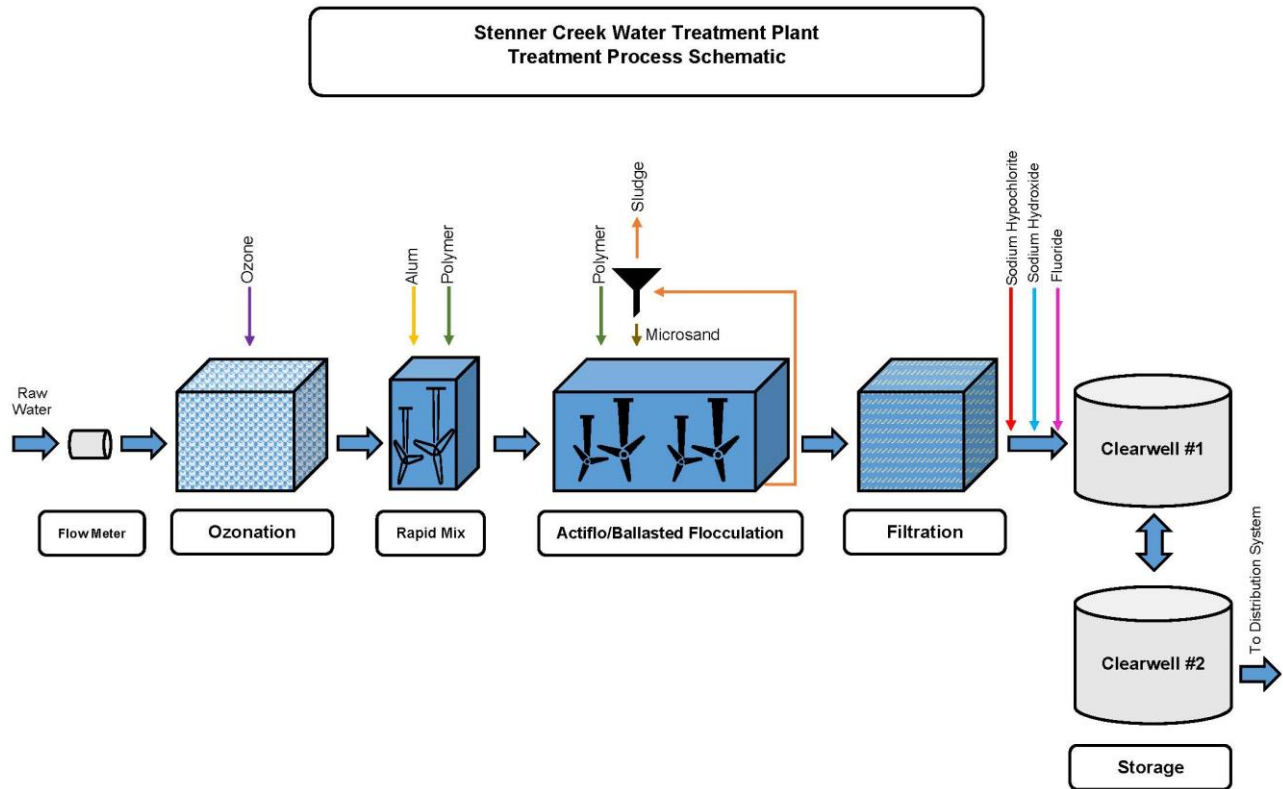 Stenner Creek Water Treatment Plant
Treatment Process Schematic
Sludge
Ozone
Alum
Polymer
Polymer
Microsand
Sodium Hypochlorite
Sodium Hydroxide
Fluoride
Raw
Water
Clearwell #1
Flow Meter
Ozonation
Rapid Mix
Actiflo/Ballasted Flocculation
Filtration
Clearwell #2
To Distribution System
Storage